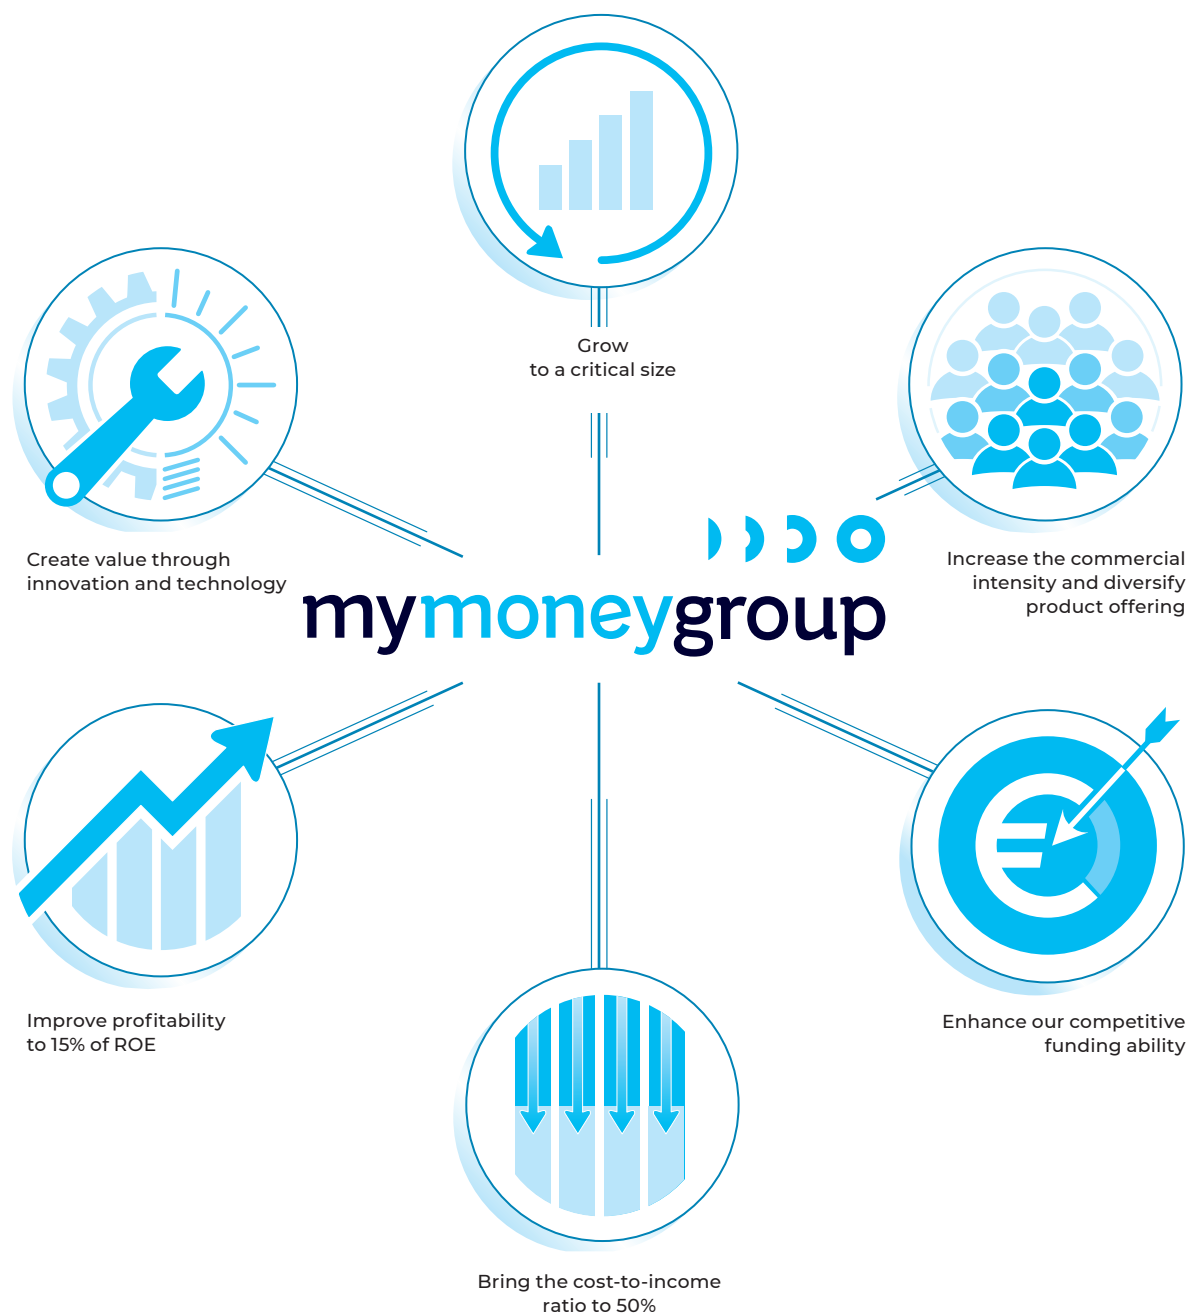 Grow
to a critical size
Create value through
innovation and technology
Increase the commercial
intensity and diversify
product offering
mymoneygroup
Improve profitability
to 15% of ROE
Enhance our competitive
funding ability
Bring the cost-to-income
ratio to 50%